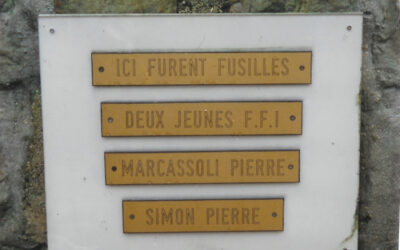 ICI FURENT FUSILLES
DEUX JEUNES F.F.I
MARCASSOLI PIERRE
SIMON PIERRE